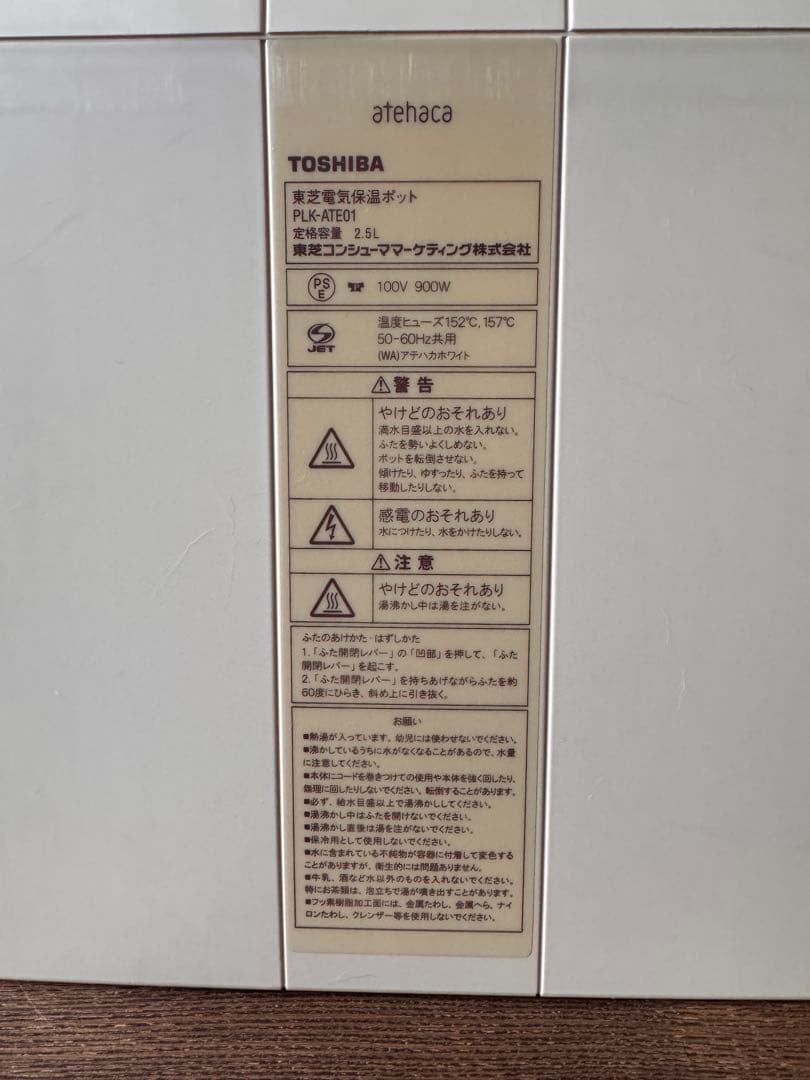 atehaca
TOSHIBA
東芝電気保温ポット
PLK-ATE01
定格容量 2.5L
東芝コンシューママーケティング株式会社
PS
E
100V 900W
JET
温度ヒューズ152℃,157℃
50-60Hz共用
(WA)アテハカホワイト
警告
やけどのおそれあり
満水目盛以上の水を入れない。
ふたを勢いよくしめない。
ポットを転倒させない。
傾けたり、ゆすったり、ふたを持って
移動したりしない。
感電のおそれあり
水につけたり、水をかけたりしない。
注意
やけどのおそれあり
湯沸かし中は湯を注がない。
ふたのあけかた・はずしかた
1.「ふた開閉レバー」の「凹部」を押して、「ふた
開閉レバー」を起こす。
2.「ふた開閉レバー」を持ちあげながらふたを約
60度にひらき、斜め上に引き抜く。
お願い
■熱湯が入っています。幼児には使わせないでください。
■沸かしているうちに水がなくなることがあるので、水量
に注意してください。
■本体にコードを巻きつけての使用や本体を強く回したり、
無理に回したりしないでください。転倒することがあります。
■必ず、給水目盛以上で湯沸かししてください。
■湯沸かし中はふたを開けないでください。
■湯沸かし直後は湯を注がないでください。
■保冷用として使用しないでください。
■水に含まれている不純物が容器に付着して変色する
ことがありますが、衛生的には問題ありません。
■牛乳、酒など水以外のものを入れないでください。
特にお茶類は、泡立ちで湯が噴き出すことがあります。
■フッ素樹脂加工面には、金属たわし、金属へら、ナイ
ロンたわし、クレンザー等を使用しないでください。